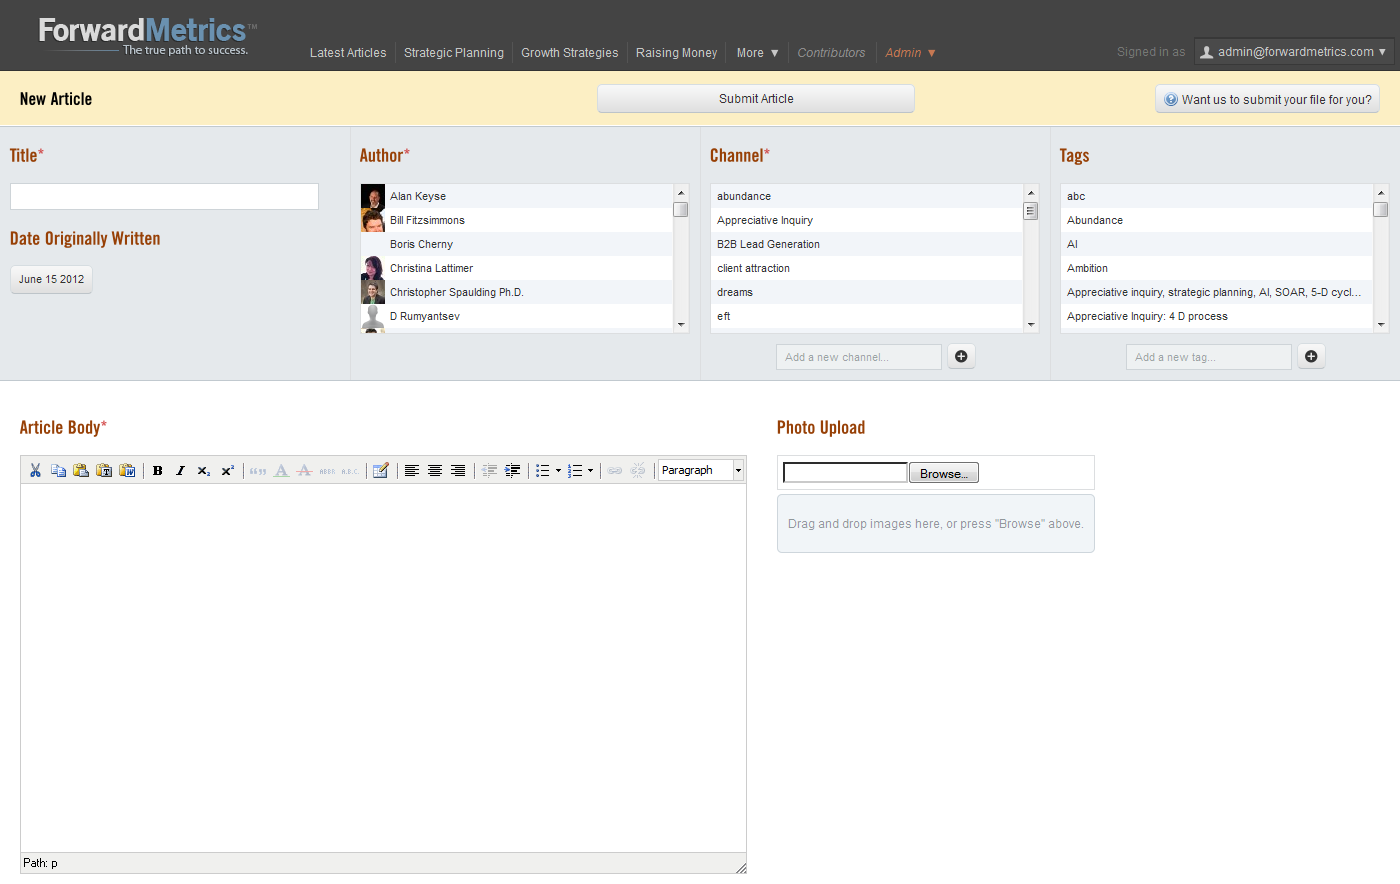 ForwardMetrics™
The true path to success.
Latest Articles Strategic Planning Growth Strategies Raising Money More ▼ Contributors Admin ▼
Signed in as admin@forwardmetrics.com ▼
New Article
Submit Article
Want us to submit your file for you?
Title*
Date Originally Written
June 15 2012
Author*
Alan Keyse
Bill Fitzsimmons
Boris Cherny
Christina Lattimer
Christopher Spaulding Ph.D.
D Rumyantsev
Channel*
abundance
Appreciative Inquiry
B2B Lead Generation
client attraction
dreams
eft
Add a new channel...
Tags
abc
Abundance
AI
Ambition
Appreciative inquiry, strategic planning, AI, SOAR, 5-D cycl...
Appreciative Inquiry: 4 D process
Add a new tag...
Article Body*
B I x₂ x² A A ABBR A.B.C. Paragraph
Path: p
Photo Upload
Browse...
Drag and drop images here, or press "Browse" above.